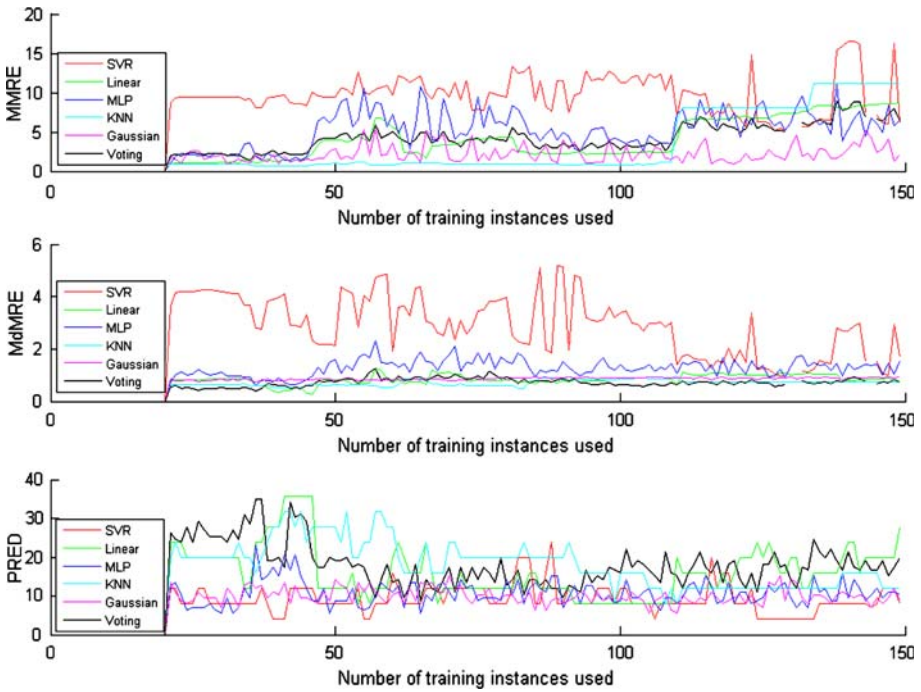 MMRE
20
15
10
5
0
SVR
Linear
MLP
KNN
Gaussian
Voting
0 50 100 150
Number of training instances used
MdMRE
6
4
2
0
SVR
Linear
MLP
KNN
Gaussian
Voting
0 50 100 150
Number of training instances used
PRED
40
30
20
10
0
SVR
Linear
MLP
KNN
Gaussian
Voting
0 50 100 150
Number of training instances used